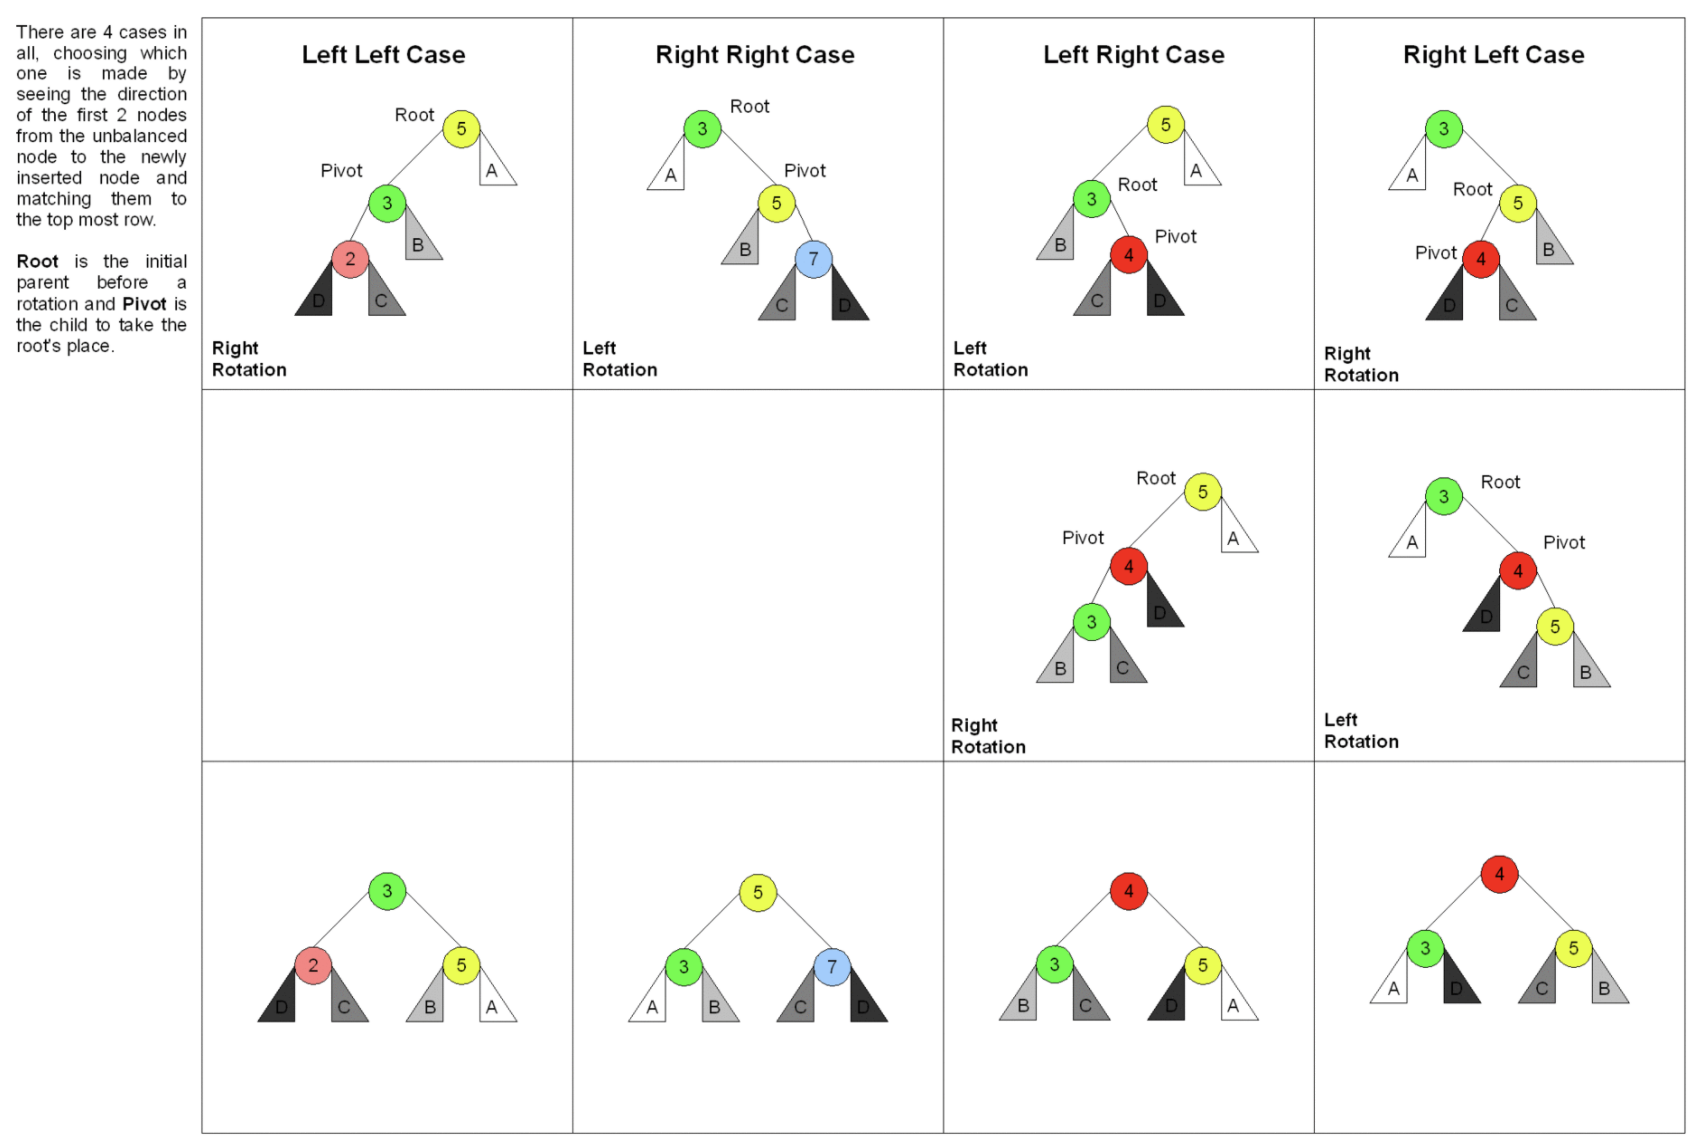 There are 4 cases in
all, choosing which
one is made by
seeing the direction
of the first 2 nodes
from the unbalanced
node to the newly
inserted node and
matching them to
the top most row.
Root is the initial
parent before a
rotation and Pivot is
the child to take the
root's place.
Left Left Case
Root
5
Pivot
A
3
B
2
D
C
Right
Rotation
Right Right Case
Root
3
A
Pivot
5
B
7
C
D
Left
Rotation
Left Right Case
5
A
Root
3
B
Pivot
4
C
D
Left
Rotation
Right Left Case
3
A
Root
5
B
Pivot
4
D
C
Right
Rotation
Root
5
A
Pivot
4
D
3
B
C
Right
Rotation
Root
3
A
Pivot
4
D
5
C
B
Left
Rotation
3
2
5
D
C
B
A
5
3
7
A
B
C
D
4
3
5
B
C
D
A
4
3
5
A
D
C
B